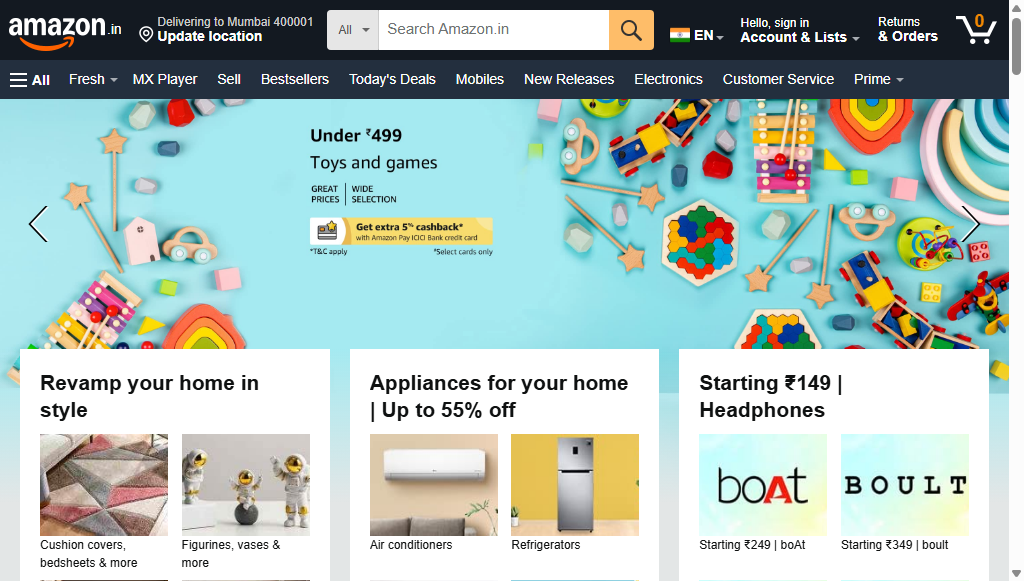 amazon.in
Delivering to Mumbai 400001
Update location
All
Search Amazon.in
EN
Hello, sign in
Account & Lists
Returns
& Orders
0
All
Fresh
MX Player
Sell
Bestsellers
Today's Deals
Mobiles
New Releases
Electronics
Customer Service
Prime
Under ₹499
Toys and games
GREAT PRICES | WIDE SELECTION
Get extra 5% cashback*
with Amazon Pay ICICI Bank credit card
*T&C apply
*Select cards only
Revamp your home in
style
Cushion covers,
bedsheets & more
Figurines, vases &
more
Appliances for your home
| Up to 55% off
Air conditioners
Refrigerators
Starting ₹149 |
Headphones
boAt
BOULT
Starting ₹249 | boAt
Starting ₹349 | boult